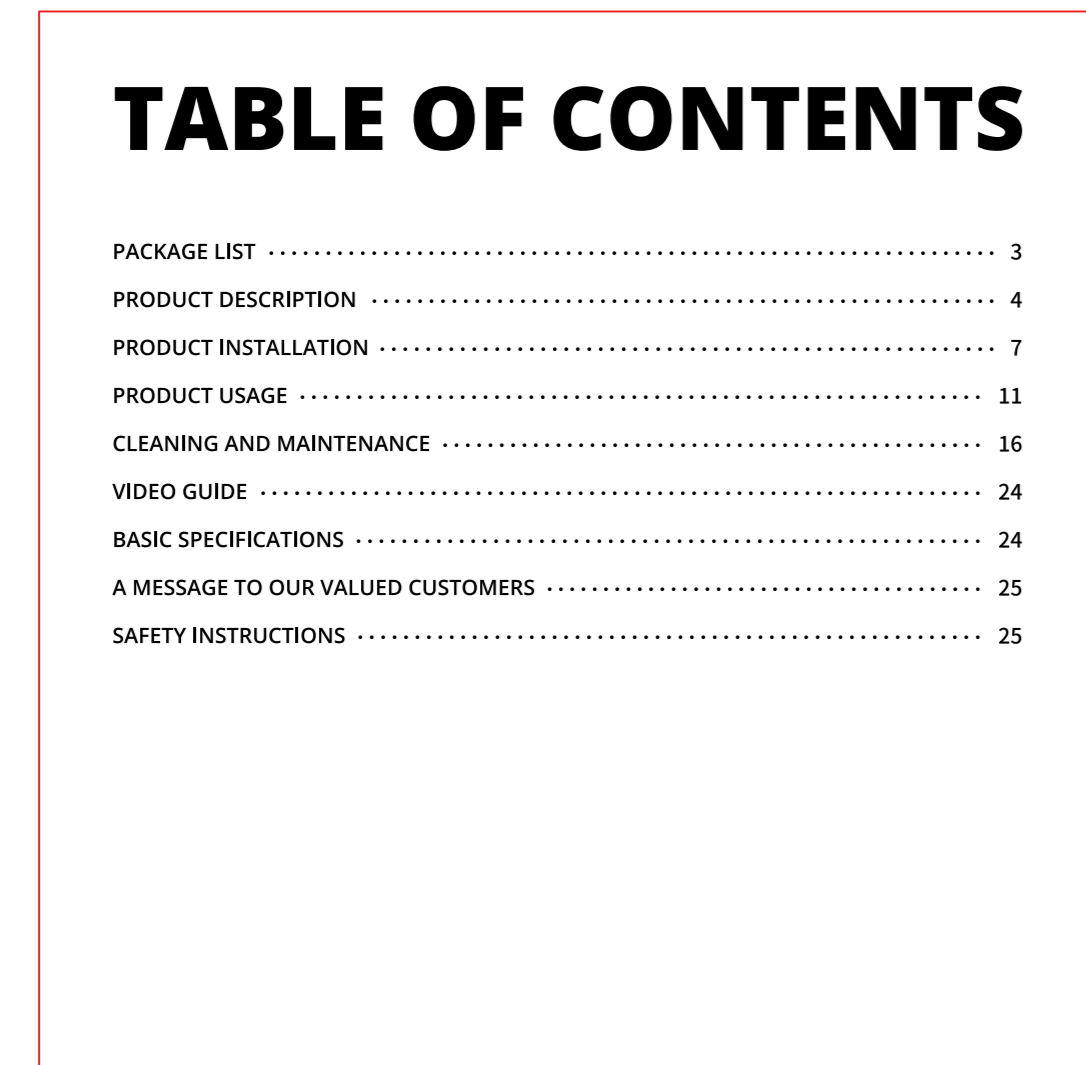 TABLE OF CONTENTS
PACKAGE LIST ································································ 3
PRODUCT DESCRIPTION ······················································· 4
PRODUCT INSTALLATION ······················································ 7
PRODUCT USAGE ····························································· 11
CLEANING AND MAINTENANCE ················································ 16
VIDEO GUIDE ································································ 24
BASIC SPECIFICATIONS ······················································· 24
A MESSAGE TO OUR VALUED CUSTOMERS ······································ 25
SAFETY INSTRUCTIONS ······················································· 25